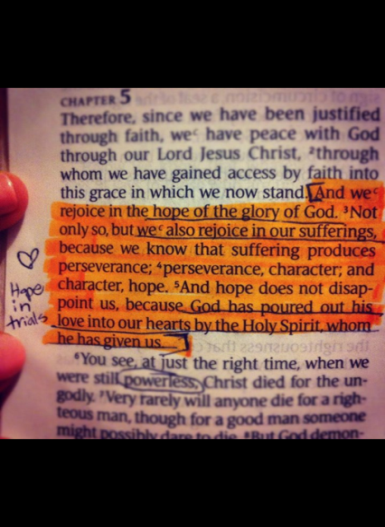 CHAPTER 5
Therefore, since we have been justified
through faith, we c have peace with God
through our Lord Jesus Christ, 2through
whom we have gained access by faith into
this grace in which we now stand. And we c
rejoice in the hope of the glory of God. 3Not
only so, but we c also rejoice in our sufferings,
because we know that suffering produces
perseverance; 4perseverance, character; and
character, hope. 5And hope does not disap-
point us, because God has poured out his
love into our hearts by the Holy Spirit, whom
he has given us.
♡
Hope
in
trials
6You see, at just the right time, when we
were still powerless, Christ died for the un-
godly. 7Very rarely will anyone die for a righ-
teous man, though for a good man someone
might possibly dare to die. 8But God demon-